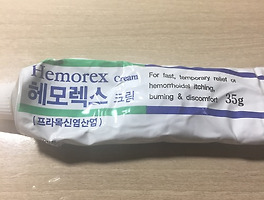 Hemorex Cream
헤모렉스 크림
(프라목신염산염)
For fast, temporary relief of
hemorrhoidal itching,
burning & discomfort 35g